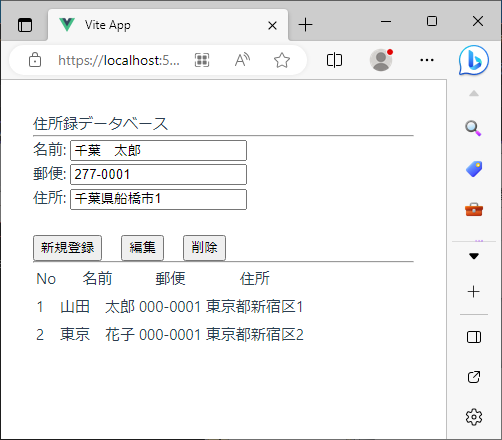 Vite App
https://localhost:5...
住所録データベース
名前: 千葉　太郎
郵便: 277-0001
住所: 千葉県船橋市1
新規登録 編集 削除
No 名前 郵便 住所
1 山田　太郎 000-0001 東京都新宿区1
2 東京　花子 000-0001 東京都新宿区2